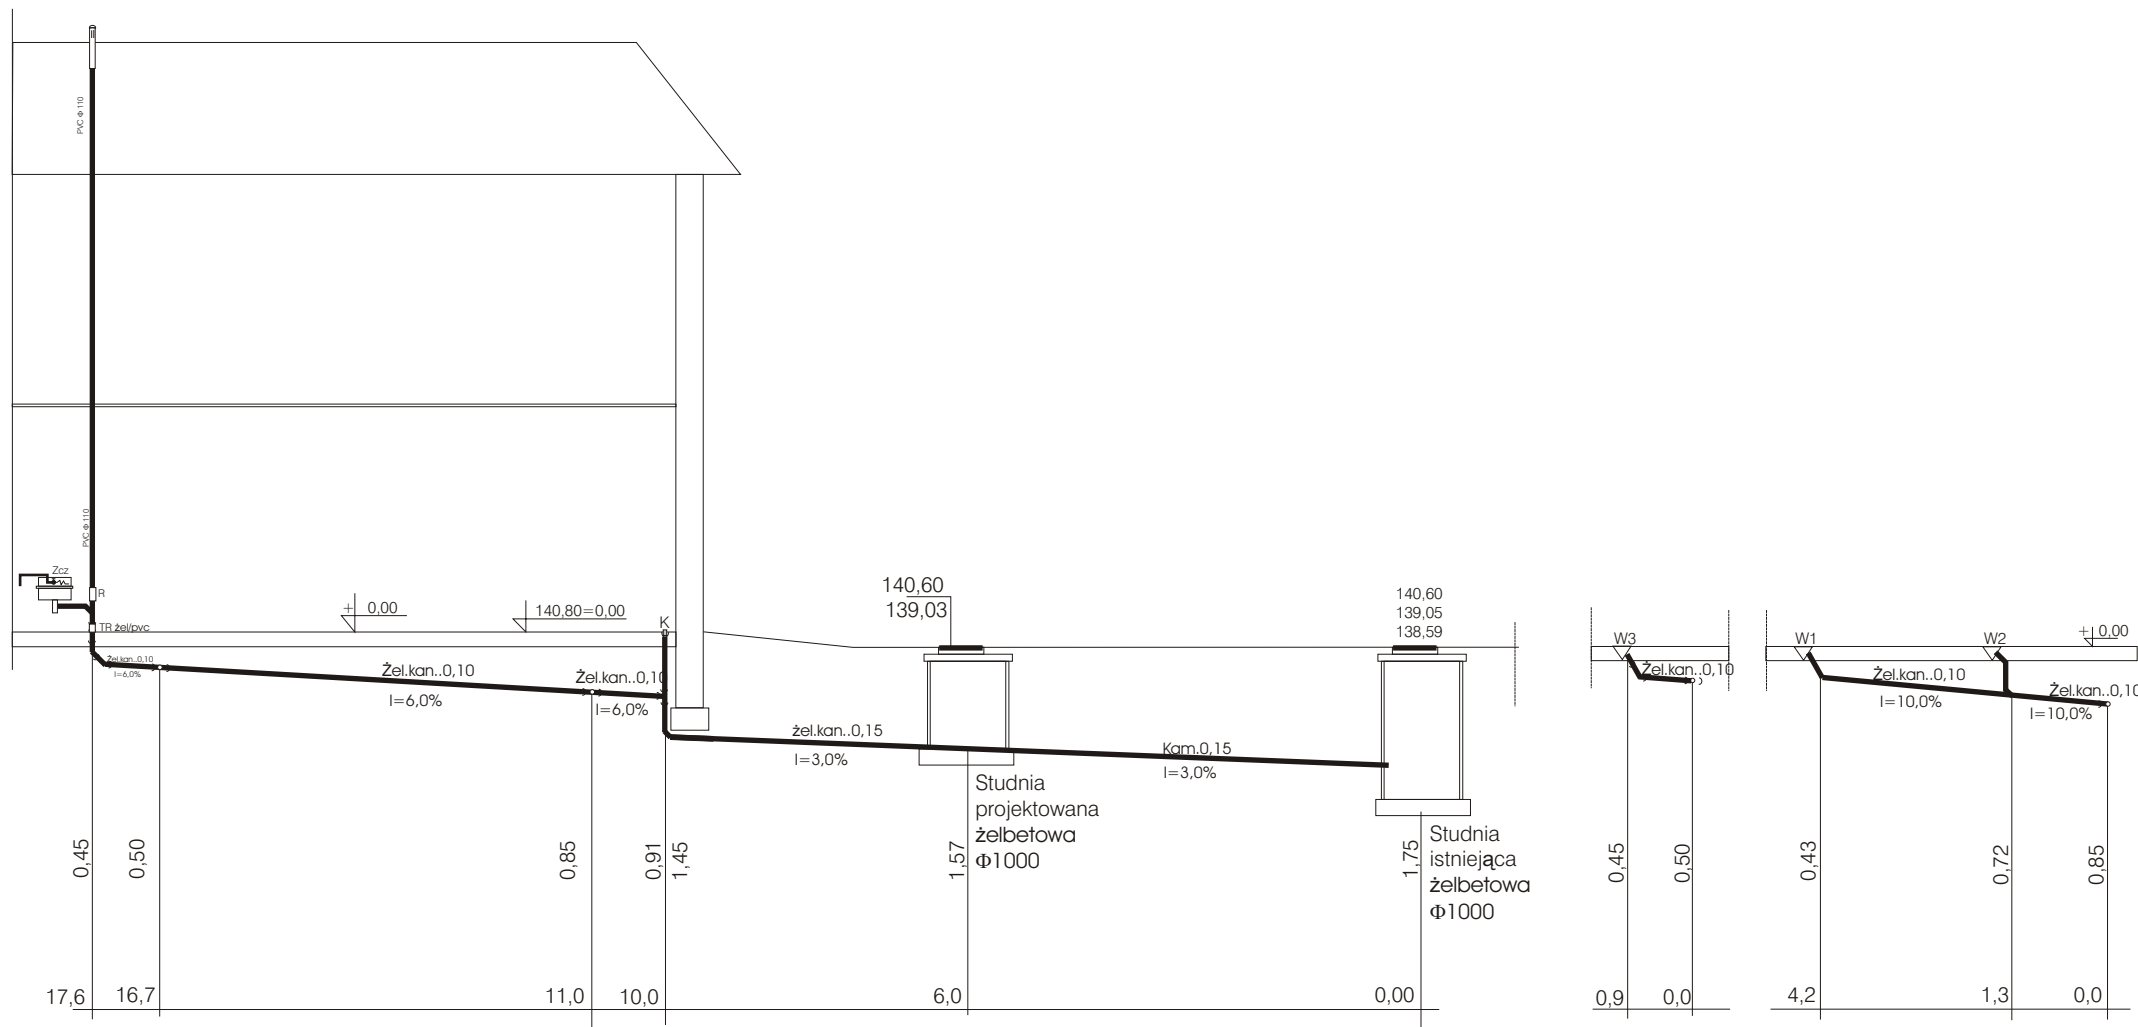 PVC Φ 110
PVC Φ 110
Zcz
R
TR żel/pvc
+ 0,00
140,80=0,00
K
Żel.kan..0,10
I=6,0%
Żel.kan..0,10
I=6,0%
Żel.kan..0,10
I=6,0%
140,60
139,03
140,60
139,05
138,59
żel.kan..0,15
I=3,0%
Kam.0,15
I=3,0%
Studnia
projektowana
żelbetowa
Φ1000
Studnia
istniejąca
żelbetowa
Φ1000
0,45
0,50
0,85
0,91
1,45
1,57
1,75
17,6
16,7
11,0
10,0
6,0
0,00
W3
Żel.kan..0,10
0,45
0,50
0,9
0,0
W1
W2
+ 0,00
Żel.kan..0,10
I=10,0%
Żel.kan..0,10
I=10,0%
0,43
0,72
0,85
4,2
1,3
0,0